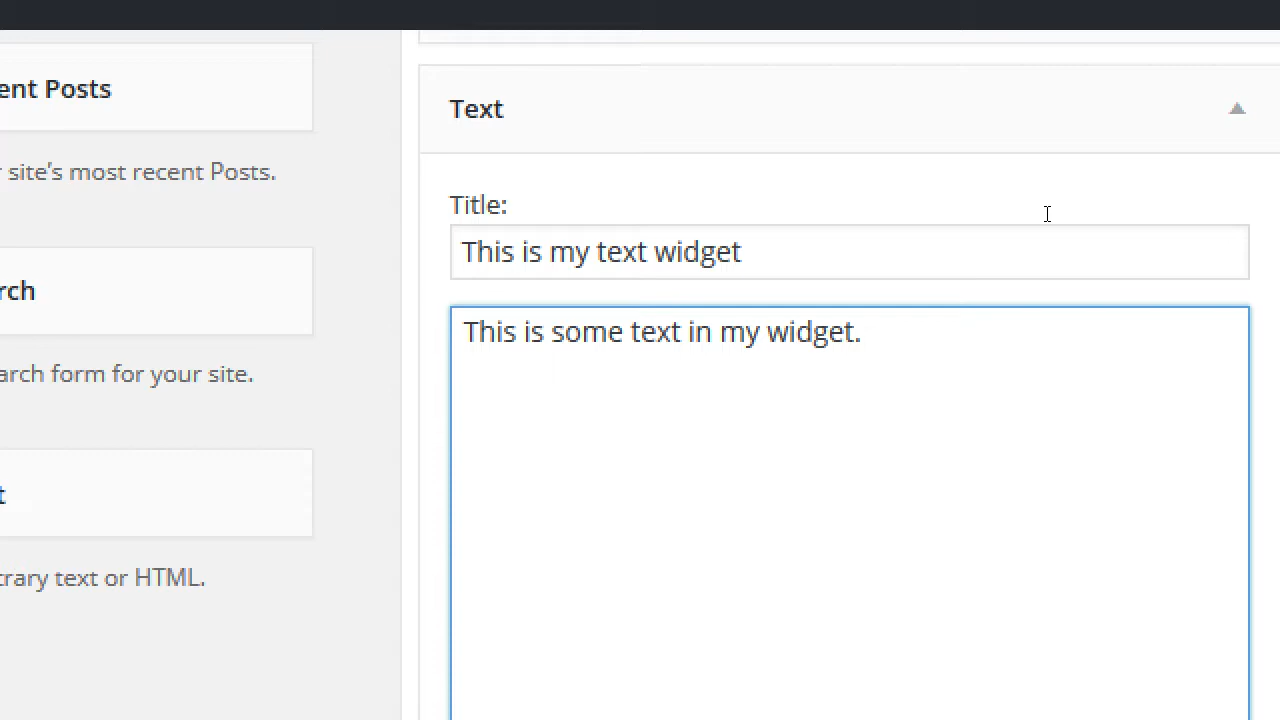 ent Posts
site's most recent Posts.
rch
arch form for your site.
t
trary text or HTML.
Text
Title:
This is my text widget
This is some text in my widget.